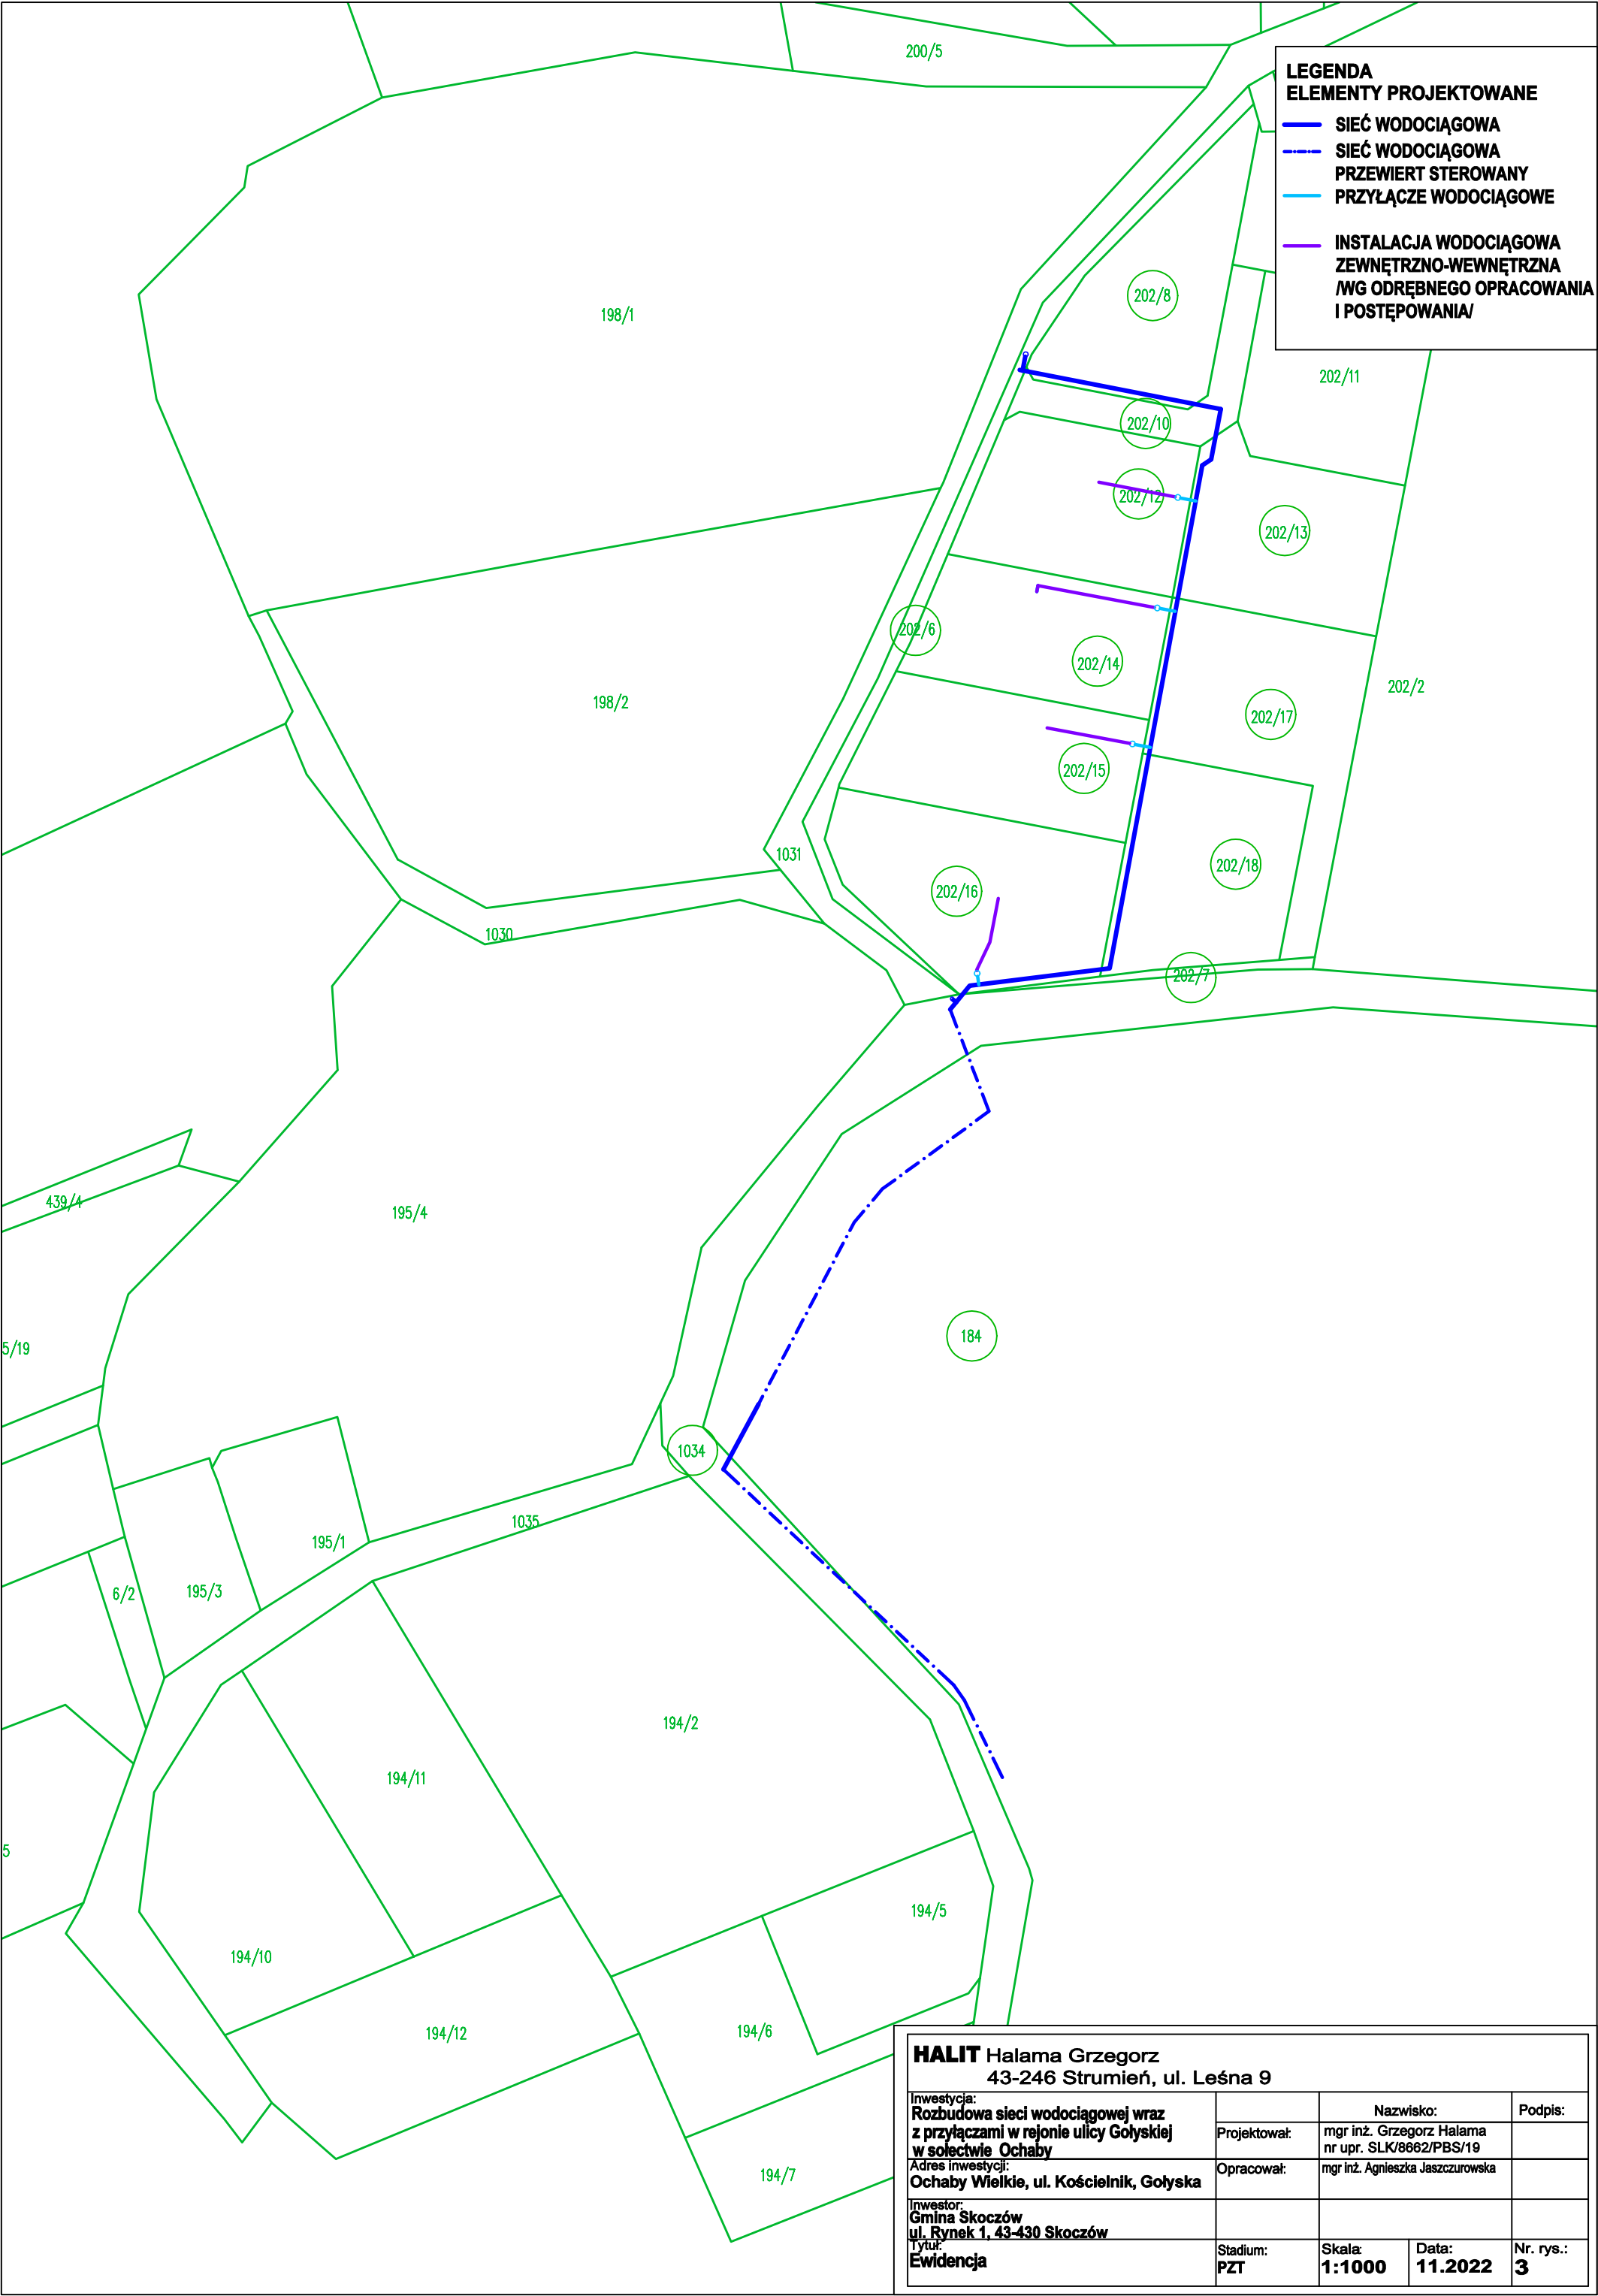 200/5
LEGENDA
ELEMENTY PROJEKTOWANE
SIEĆ WODOCIĄGOWA
SIEĆ WODOCIĄGOWA
PRZEWIERT STEROWANY
PRZYŁĄCZE WODOCIĄGOWE
INSTALACJA WODOCIĄGOWA
ZEWNĘTRZNO-WEWNĘTRZNA
/WG ODRĘBNEGO OPRACOWANIA
I POSTĘPOWANIA/
202/8
198/1
202/11
202/10
202/12
202/13
202/6
202/14
202/2
198/2
202/17
202/15
1031
202/18
202/16
1030
202/7
439/4
195/4
184
5/19
1034
1035
195/1
195/3
6/2
194/2
194/11
5
194/5
194/10
194/12
194/6
194/7
HALIT Halama Grzegorz
43-246 Strumień, ul. Leśna 9
Inwestycja:
Rozbudowa sieci wodociągowej wraz
z przyłączami w rejonie ulicy Gołyskiej
w sołectwie Ochaby
Nazwisko: Podpis:
Projektował: mgr inż. Grzegorz Halama
nr upr. SLK/8662/PBS/19
Adres inwestycji:
Ochaby Wielkie, ul. Kościelnik, Gołyska
Opracował: mgr inż. Agnieszka Jaszczurowska
Inwestor:
Gmina Skoczów
ul. Rynek 1, 43-430 Skoczów
Tytuł:
Ewidencja
Stadium:
PZT
Skala:
1:1000
Data:
11.2022
Nr. rys.:
3